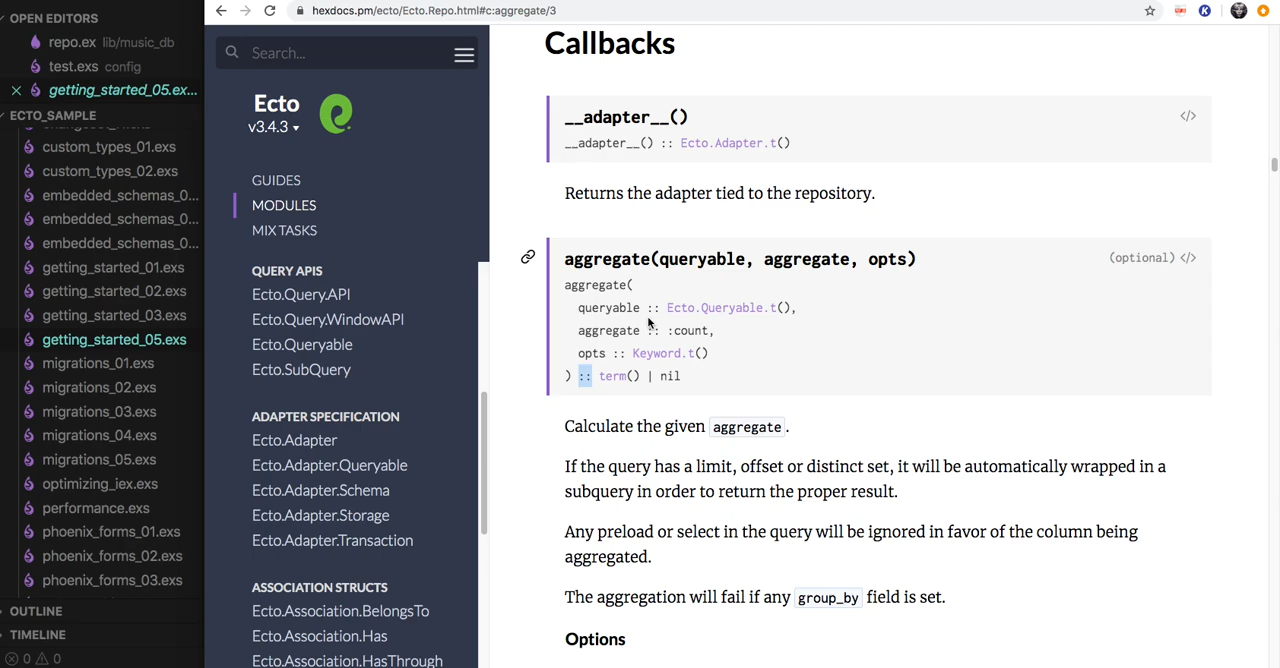 OPEN EDITORS
repo.ex lib/music_db
test.exs config
getting_started_05.ex...
ECTO_SAMPLE
custom_types_01.exs
custom_types_02.exs
embedded_schemas_0...
embedded_schemas_0...
embedded_schemas_0...
getting_started_01.exs
getting_started_02.exs
getting_started_03.exs
getting_started_05.exs
migrations_01.exs
migrations_02.exs
migrations_03.exs
migrations_04.exs
migrations_05.exs
optimizing_iex.exs
performance.exs
phoenix_forms_01.exs
phoenix_forms_02.exs
phoenix_forms_03.exs
OUTLINE
TIMELINE
0 0
hexdocs.pm/ecto/Ecto.Repo.html#c:aggregate/3
Search...
Ecto
v3.4.3
GUIDES
MODULES
MIX TASKS
QUERY APIS
Ecto.Query.API
Ecto.Query.WindowAPI
Ecto.Queryable
Ecto.SubQuery
ADAPTER SPECIFICATION
Ecto.Adapter
Ecto.Adapter.Queryable
Ecto.Adapter.Schema
Ecto.Adapter.Storage
Ecto.Adapter.Transaction
ASSOCIATION STRUCTS
Ecto.Association.BelongsTo
Ecto.Association.Has
Ecto.Association.HasThrough
Callbacks
__adapter__() </>
__adapter__() :: Ecto.Adapter.t()
Returns the adapter tied to the repository.
aggregate(queryable, aggregate, opts) (optional) </>
aggregate(
queryable :: Ecto.Queryable.t(),
aggregate :: :count,
opts :: Keyword.t()
) :: term() | nil
Calculate the given aggregate.
If the query has a limit, offset or distinct set, it will be automatically wrapped in a
subquery in order to return the proper result.
Any preload or select in the query will be ignored in favor of the column being
aggregated.
The aggregation will fail if any group_by field is set.
Options